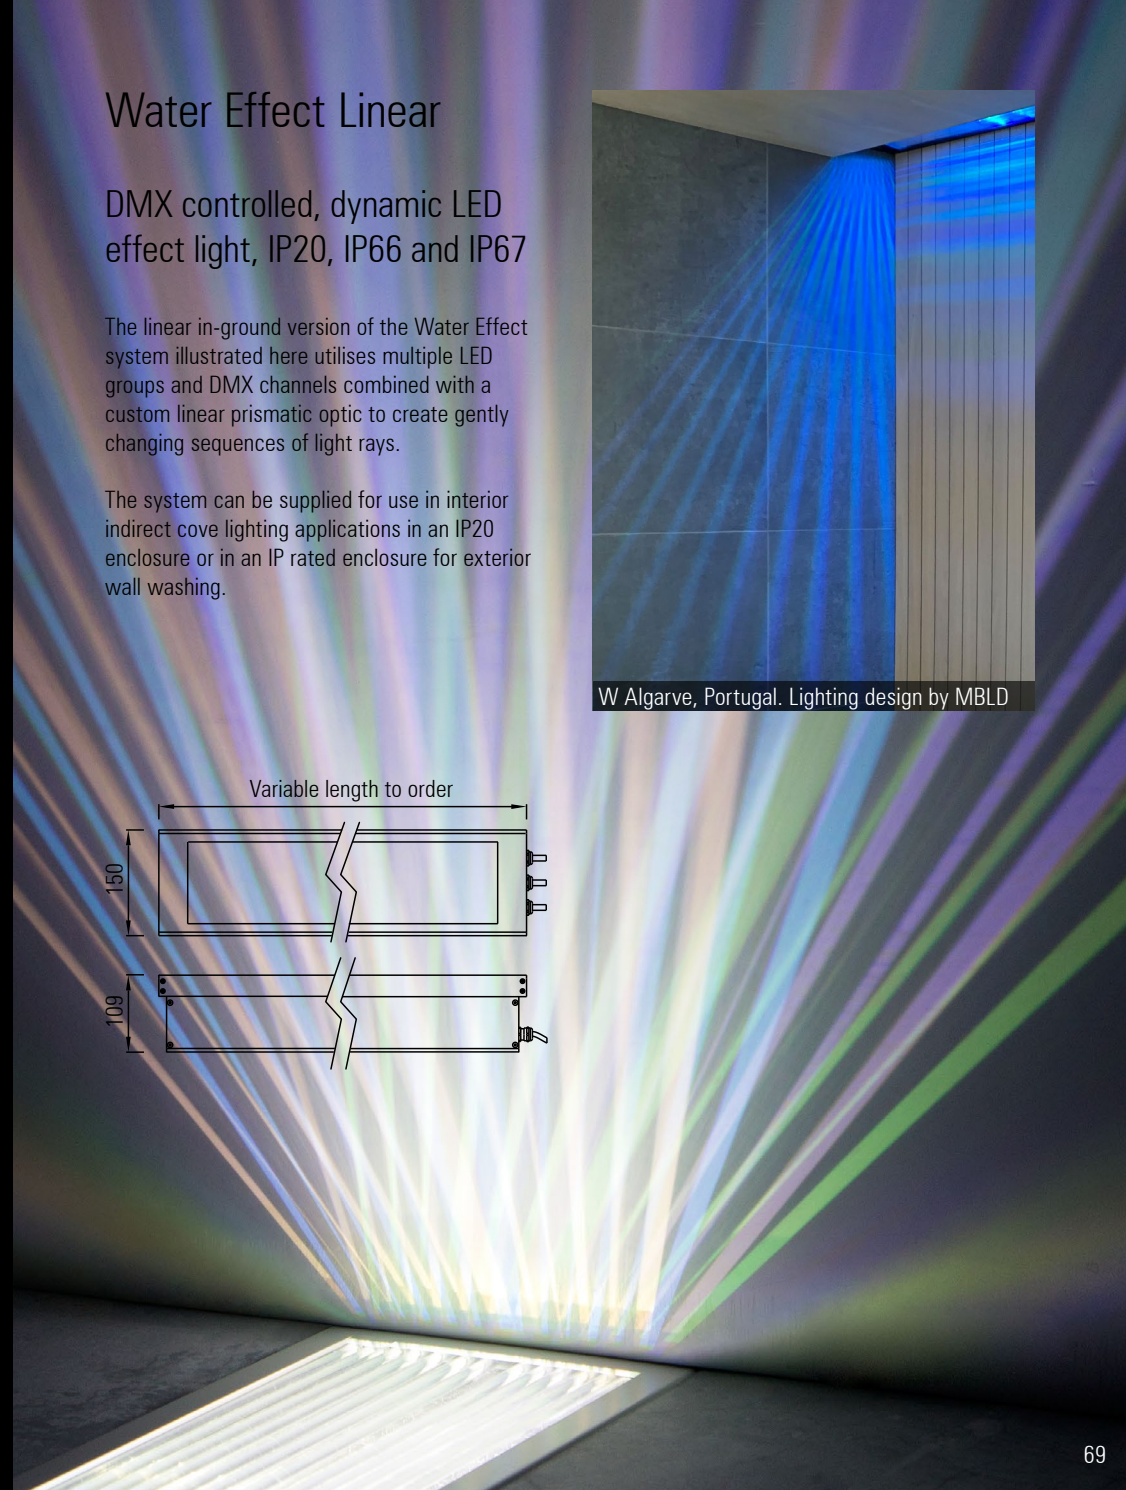 Water Effect Linear
DMX controlled, dynamic LED
effect light, IP20, IP66 and IP67
The linear in-ground version of the Water Effect
system illustrated here utilises multiple LED
groups and DMX channels combined with a
custom linear prismatic optic to create gently
changing sequences of light rays.
The system can be supplied for use in interior
indirect cove lighting applications in an IP20
enclosure or in an IP rated enclosure for exterior
wall washing.
W Algarve, Portugal. Lighting design by MBLD
Variable length to order
150
109
69